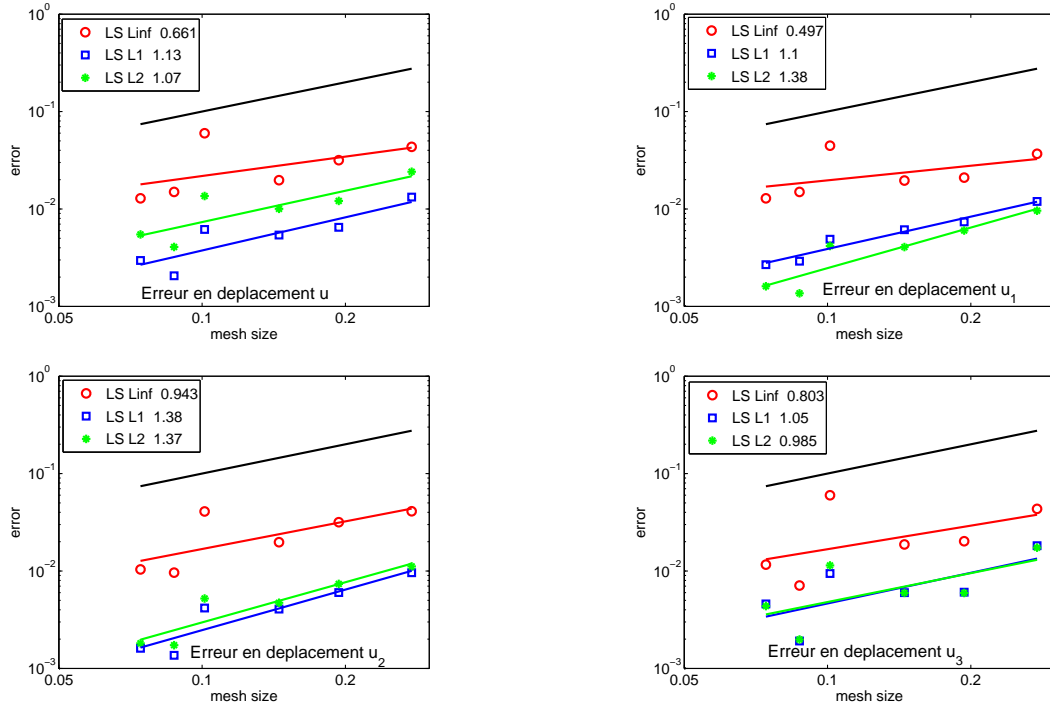 10^0
10^-1
10^-2
10^-3
error
LS Linf 0.661
LS L1 1.13
LS L2 1.07
Erreur en deplacement u
0.05
0.1
0.2
mesh size
10^0
10^-1
10^-2
10^-3
error
LS Linf 0.497
LS L1 1.1
LS L2 1.38
Erreur en deplacement u_1
0.05
0.1
0.2
mesh size
10^0
10^-1
10^-2
10^-3
error
LS Linf 0.943
LS L1 1.38
LS L2 1.37
Erreur en deplacement u_2
0.05
0.1
0.2
mesh size
10^0
10^-1
10^-2
10^-3
error
LS Linf 0.803
LS L1 1.05
LS L2 0.985
Erreur en deplacement u_3
0.05
0.1
0.2
mesh size